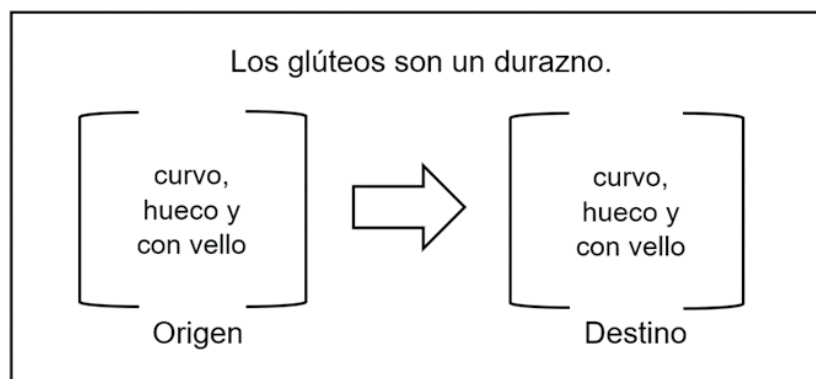 Los glúteos son un durazno.
curvo,
hueco y
con vello
Origen
curvo,
hueco y
con vello
Destino